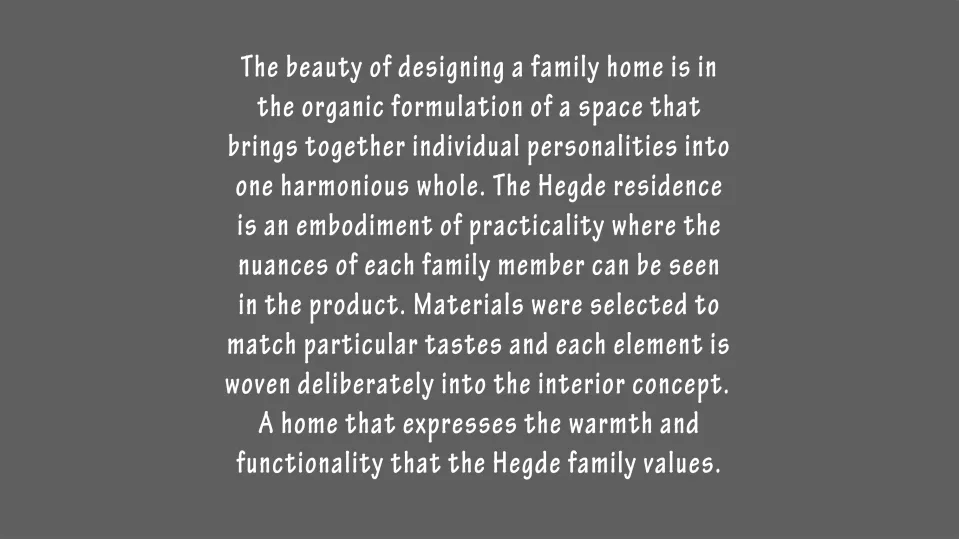 The beauty of designing a family home is in
the organic formulation of a space that
brings together individual personalities into
one harmonious whole. The Hegde residence
is an embodiment of practicality where the
nuances of each family member can be seen
in the product. Materials were selected to
match particular tastes and each element is
woven deliberately into the interior concept.
A home that expresses the warmth and
functionality that the Hegde family values.